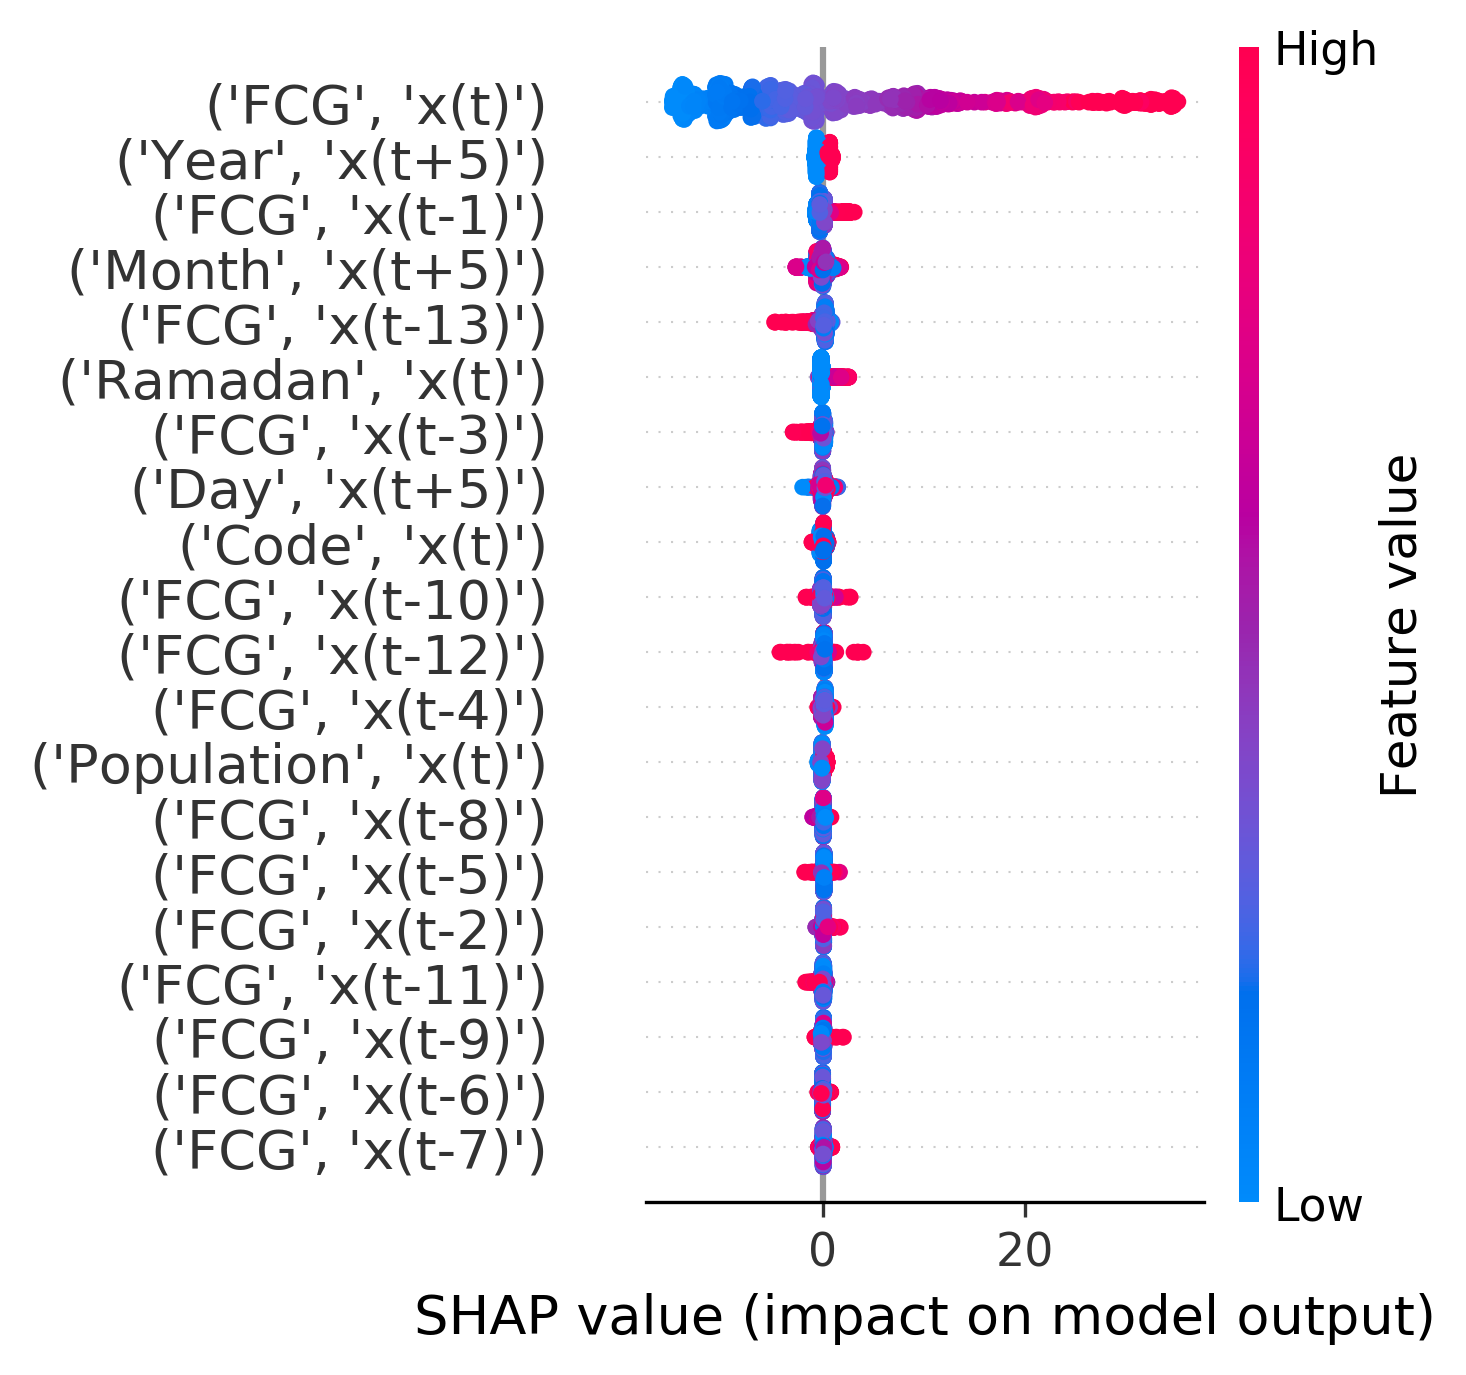 High
('FCG', 'x(t)')
('Year', 'x(t+5)')
('FCG', 'x(t-1)')
('Month', 'x(t+5)')
('FCG', 'x(t-13)')
('Ramadan', 'x(t)')
('FCG', 'x(t-3)')
('Day', 'x(t+5)')
('Code', 'x(t)')
('FCG', 'x(t-10)')
('FCG', 'x(t-12)')
('FCG', 'x(t-4)')
('Population', 'x(t)')
('FCG', 'x(t-8)')
('FCG', 'x(t-5)')
('FCG', 'x(t-2)')
('FCG', 'x(t-11)')
('FCG', 'x(t-9)')
('FCG', 'x(t-6)')
('FCG', 'x(t-7)')
Feature value
Low
0 20
SHAP value (impact on model output)